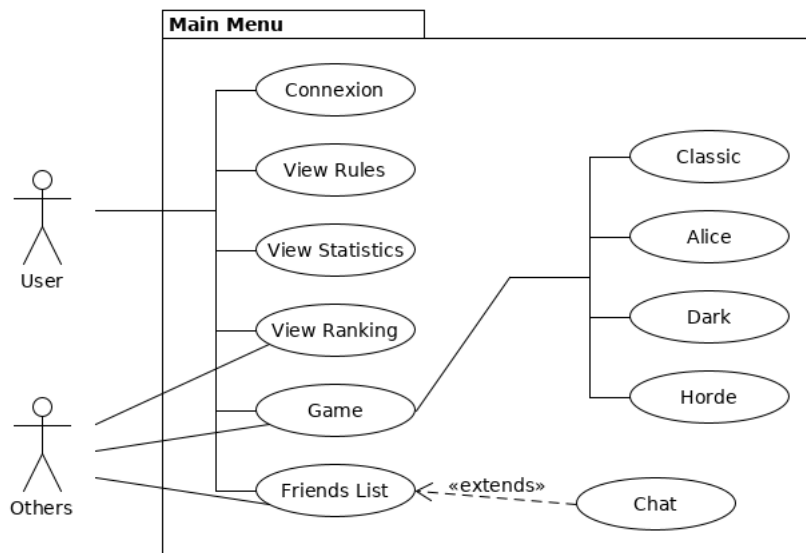 Main Menu
Connexion
View Rules
View Statistics
View Ranking
Game
Friends List
User
Others
Classic
Alice
Dark
Horde
«extends»
Chat